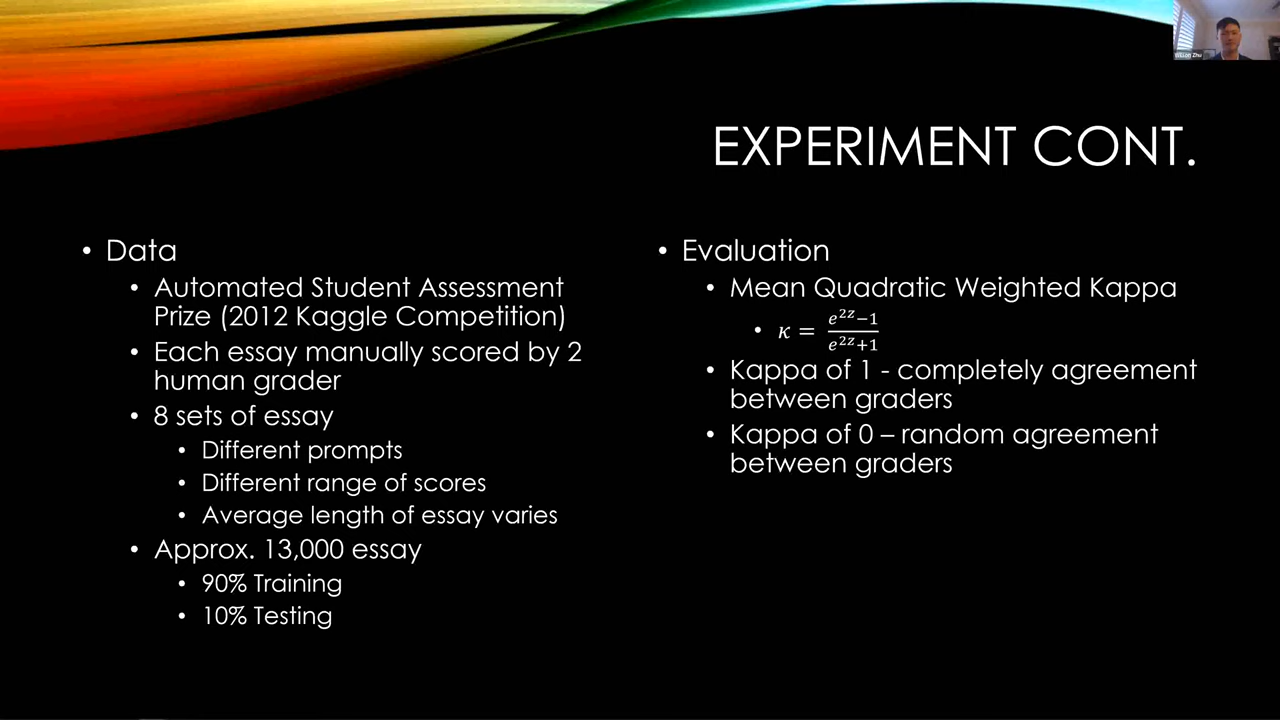 EXPERIMENT CONT.
• Data
• Automated Student Assessment
Prize (2012 Kaggle Competition)
• Each essay manually scored by 2
human grader
• 8 sets of essay
• Different prompts
• Different range of scores
• Average length of essay varies
• Approx. 13,000 essay
• 90% Training
• 10% Testing
• Evaluation
• Mean Quadratic Weighted Kappa
• κ = (e^{2z}−1)/(e^{2z}+1)
• Kappa of 1 - completely agreement
between graders
• Kappa of 0 – random agreement
between graders
Zhu